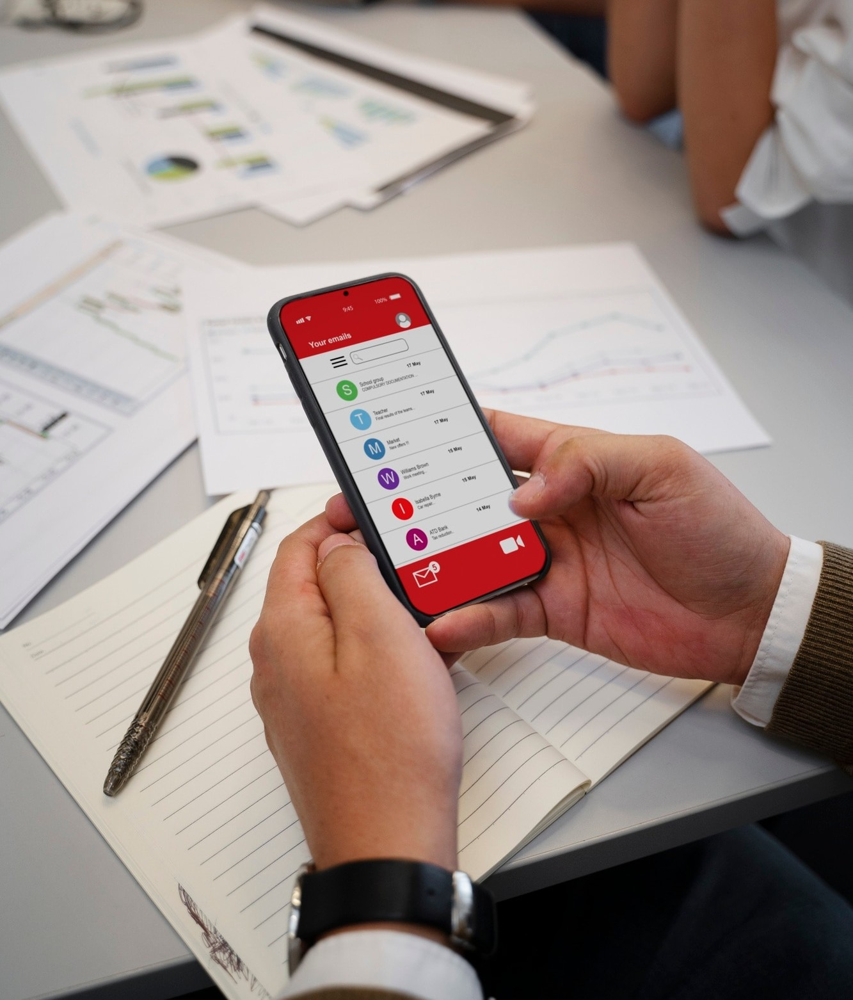 9:45
100%
Your emails
17 May
S
School group
COMPULSORY DOCUMENTATION ...
17 May
T
Teacher
Final results of the teams...
17 May
M
Market
New offers !!!
15 May
W
Williams Brown
Work meeting...
15 May
I
Isabella Byrne
Car repair...
14 May
A
ATD Bank
Tax reduction...
5